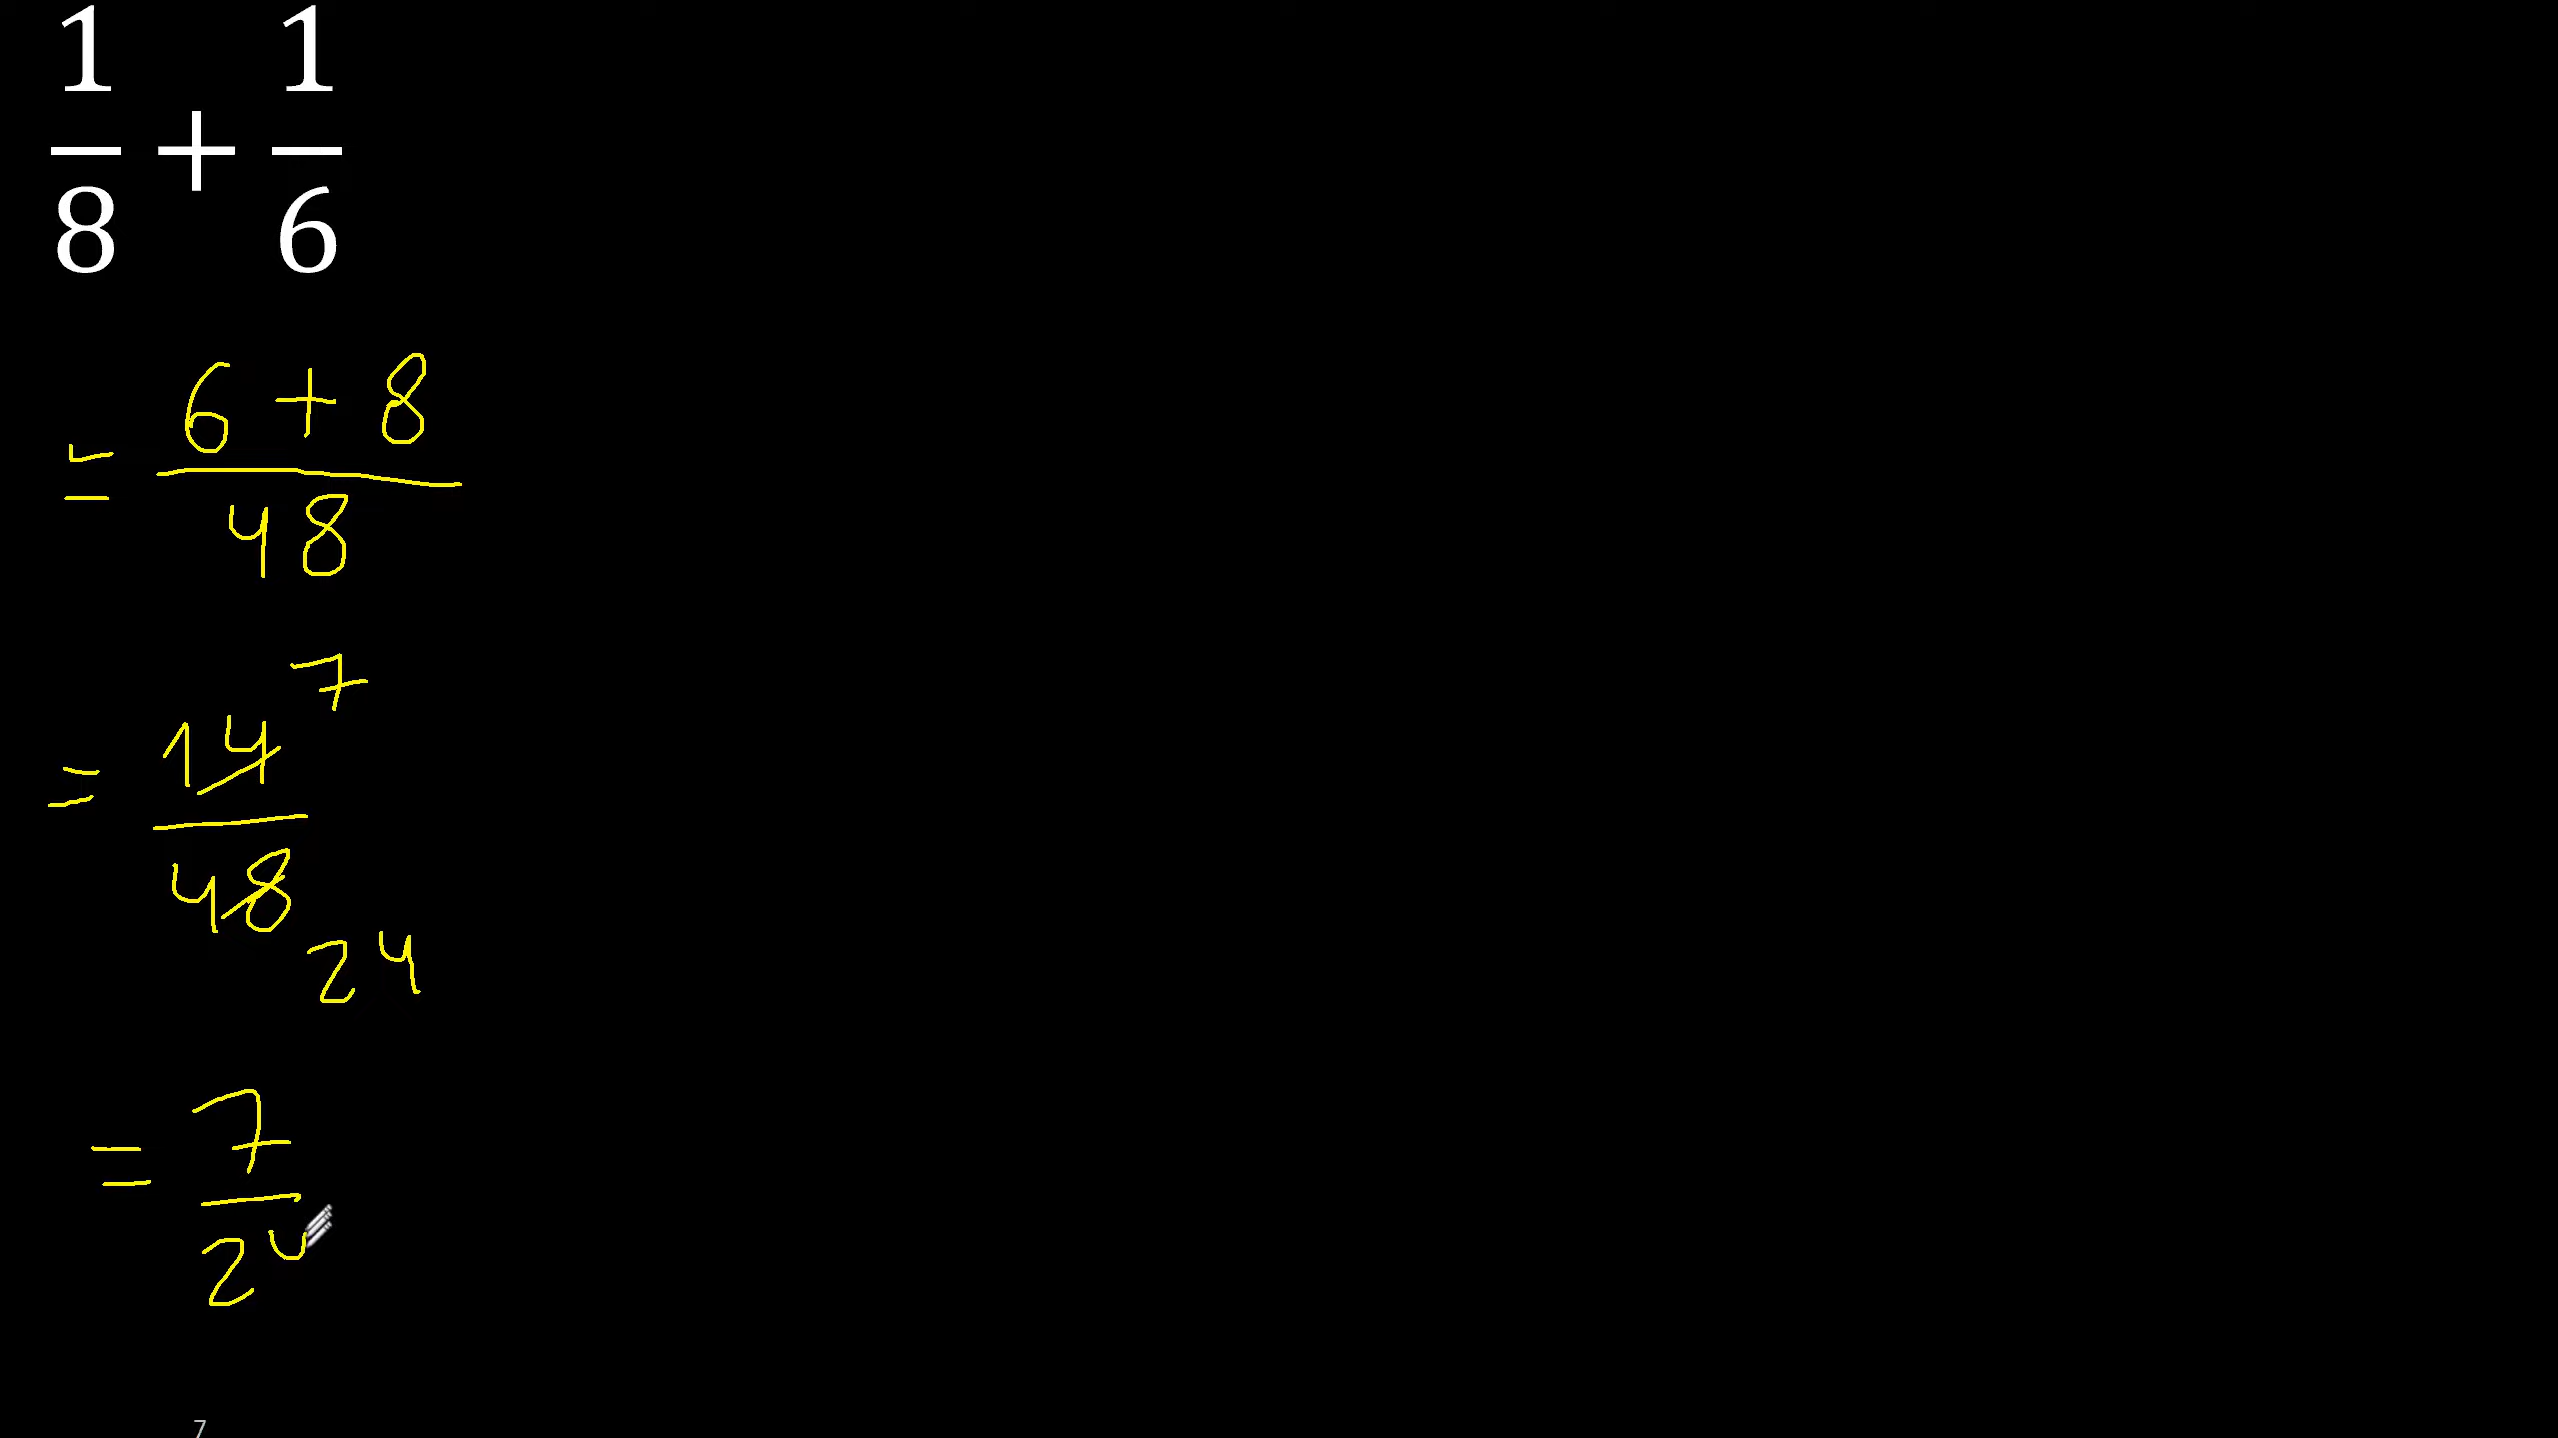 1/8 + 1/6
= 6 + 8 / 48
= 14 7 / 48 24
= 7 / 24
7